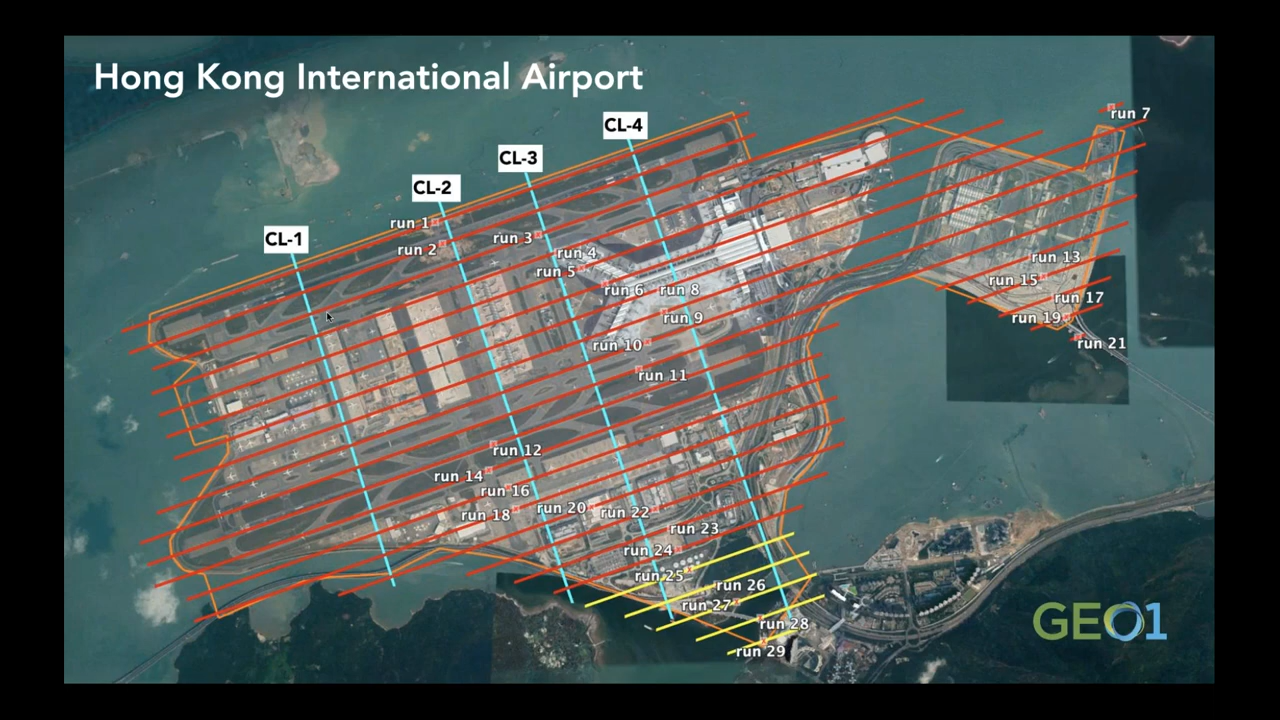 Hong Kong International Airport
run 7
CL-4
CL-3
CL-2
run 1
CL-1
run 3
run 2
run 4
run 13
run 5
run 15
run 6
run 8
run 17
run 9
run 19
run 10
run 21
run 11
run 12
run 14
run 16
run 20
run 22
run 18
run 23
run 24
run 25
run 26
run 27
run 28
GEO1
run 29